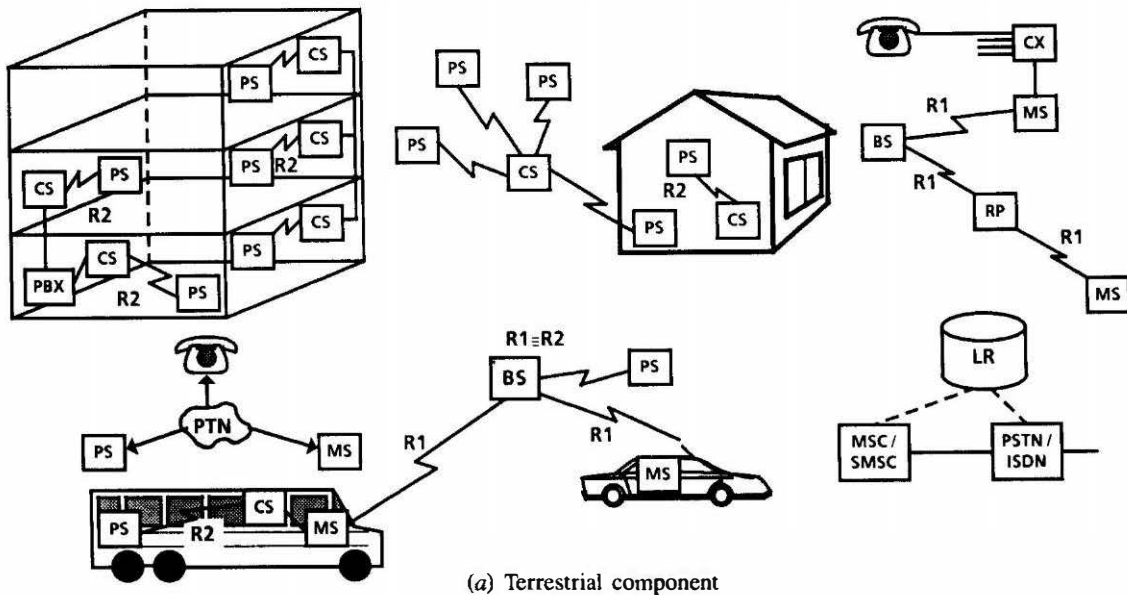 CS
PS
CS
PS
R2
CS
PS
R2
CS
PS
CS
PBX
R2
PS
PS
PS
PS
CS
PS
PS
R2
CS
CX
MS
R1
BS
R1
RP
R1
MS
PTN
PS
MS
R1≡R2
BS
PS
R1
R1
MS
LR
MSC/
SMSC
PSTN/
ISDN
PS
R2
CS
MS
(a) Terrestrial component